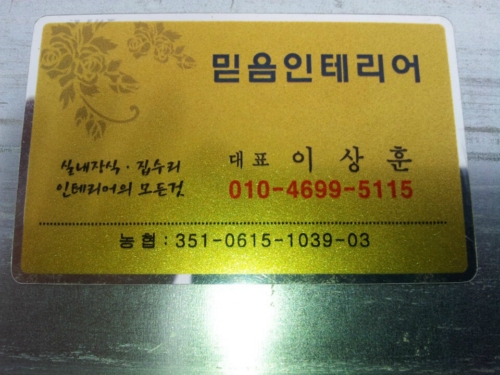 믿음인테리어
실내장식 · 집수리
인테리어의 모든것
대표 이상훈
010-4699-5115
농협 : 351-0615-1039-03